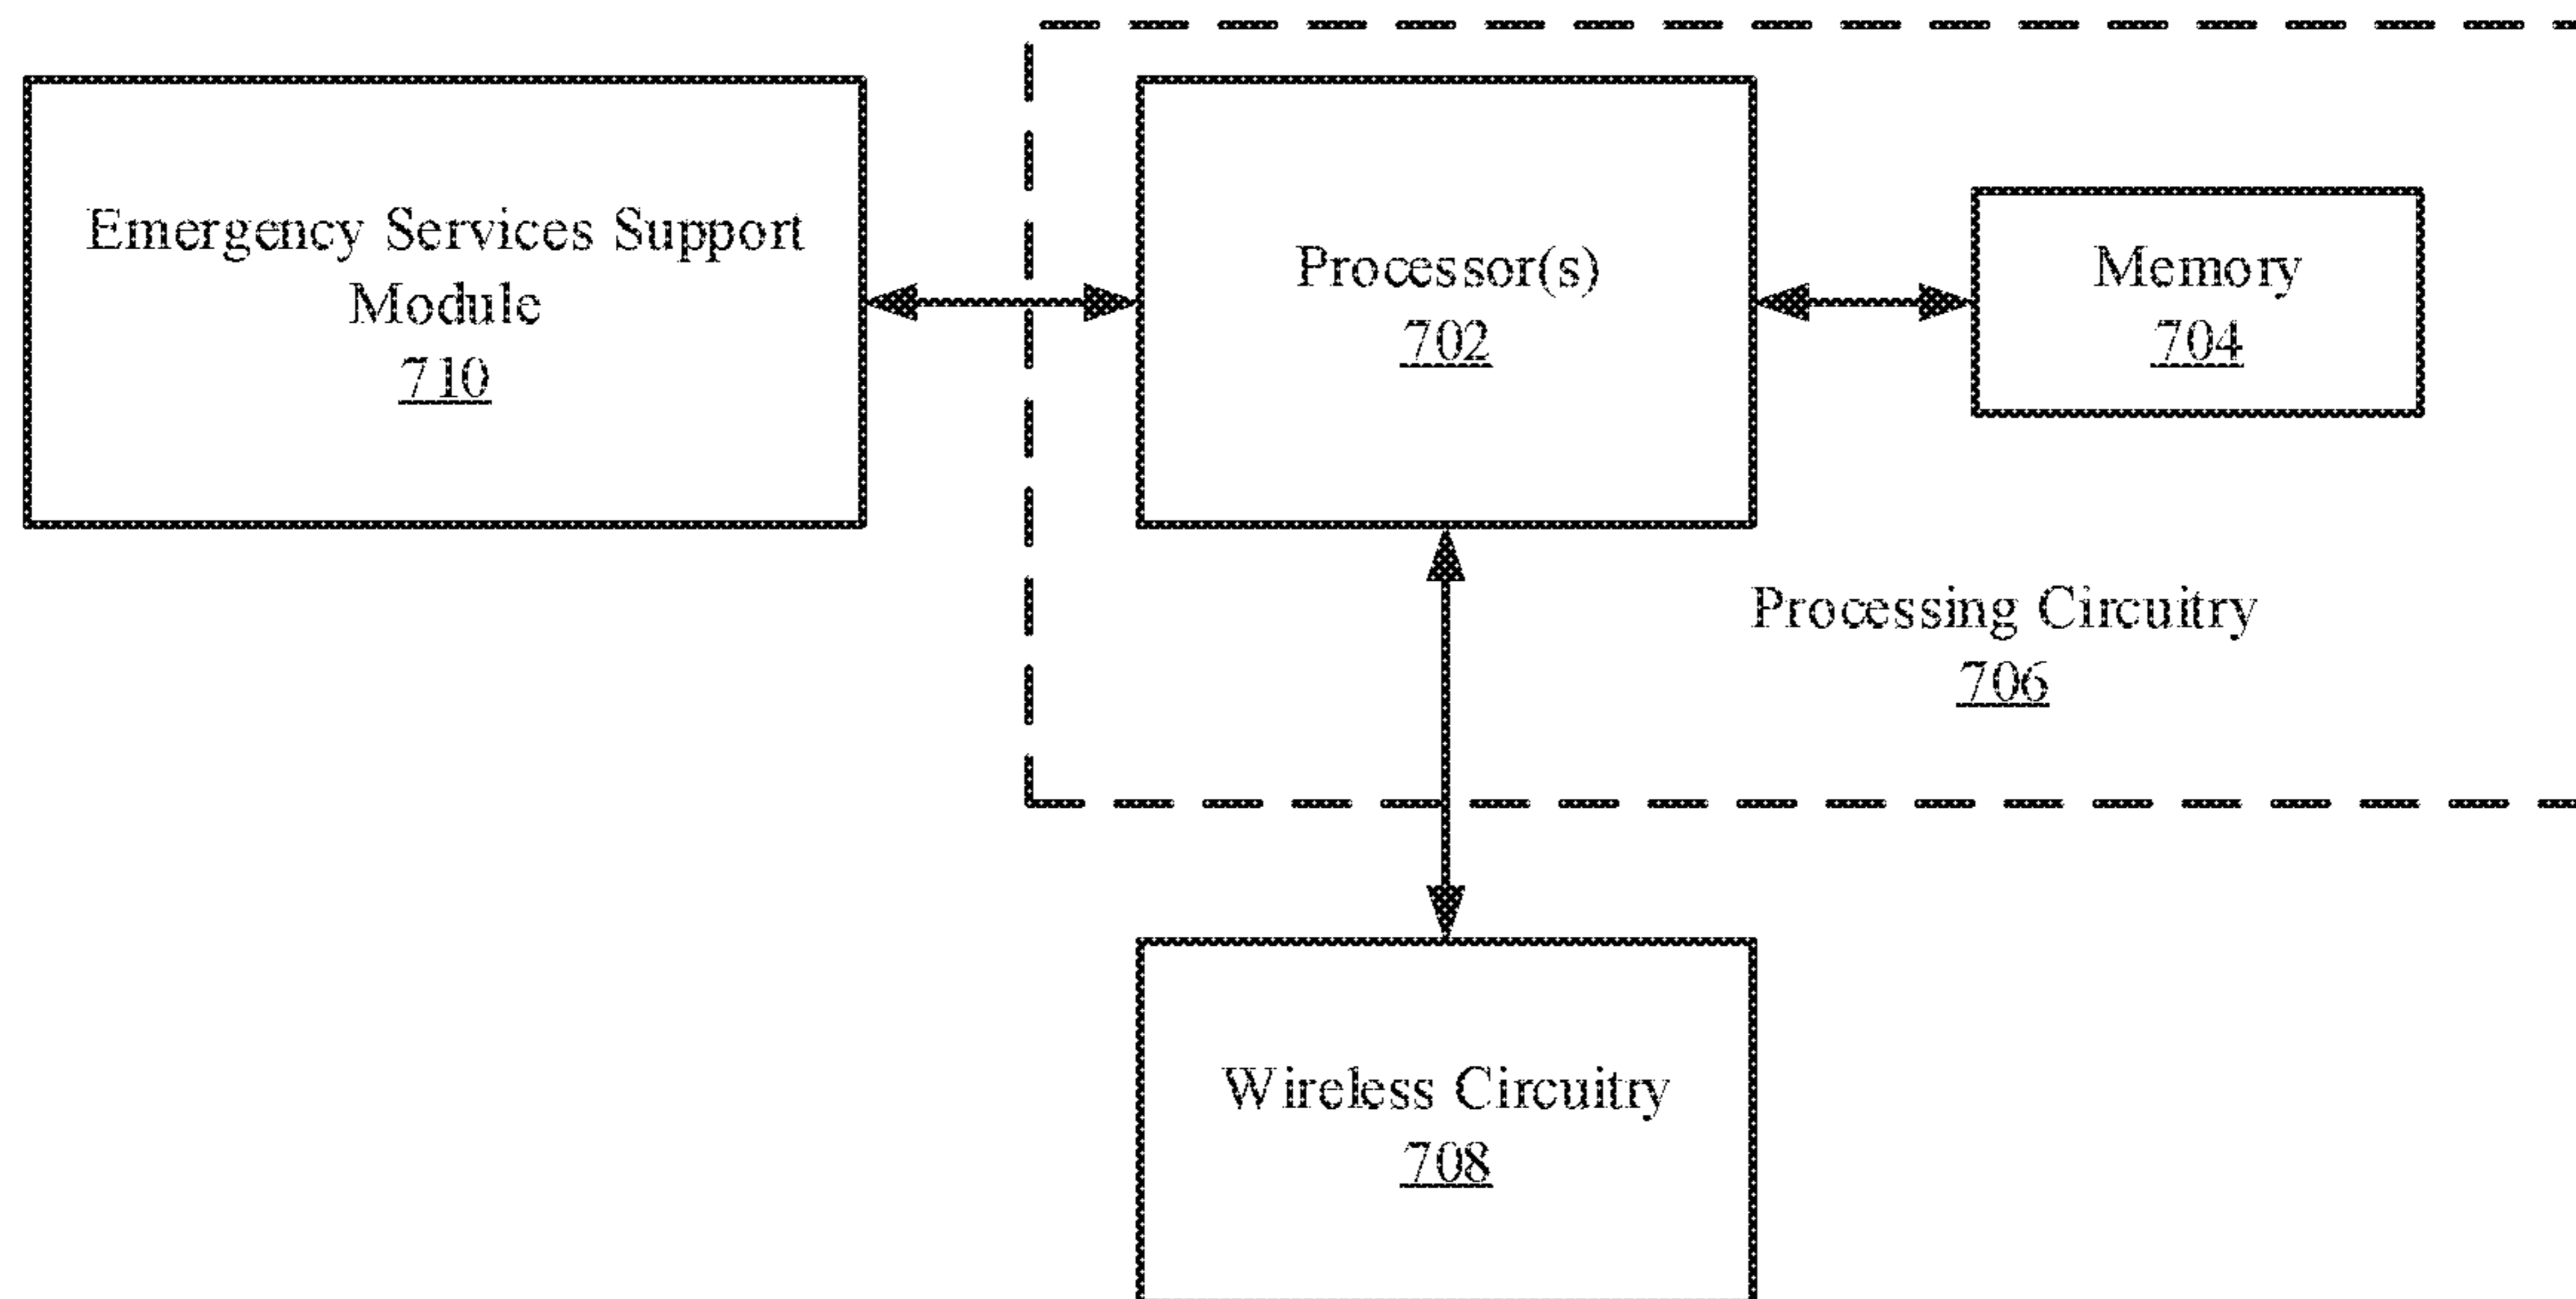 Emergency Services Support
Module
710
Processor(s)
702
Memory
704
Processing Circuitry
706
Wireless Circuitry
708